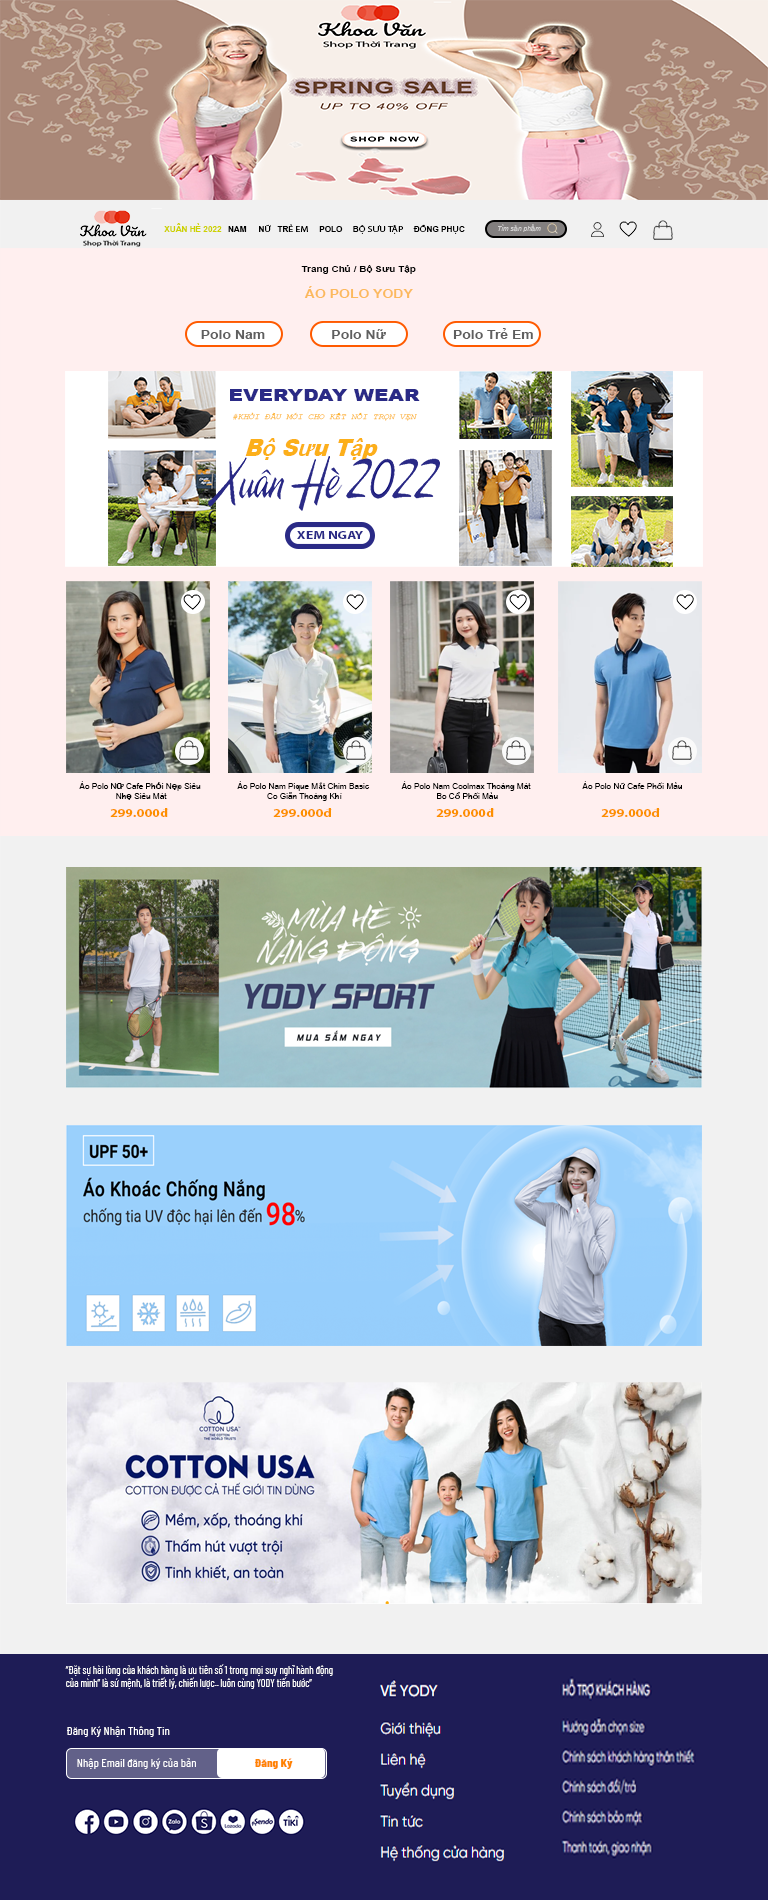 Khoa Văn
Shop Thời Trang
SPRING SALE
UP TO 40% OFF
SHOP NOW
Khoa Văn
Shop Thời Trang
XUÂN HÈ 2022 NAM NỮ TRẺ EM POLO BỘ SƯU TẬP ĐỒNG PHỤC Tìm sản phẩm
Trang Chủ / Bộ Sưu Tập
ÁO POLO YODY
Polo Nam Polo Nữ Polo Trẻ Em
EVERYDAY WEAR
#KHỞI ĐẦU MỚI CHO KẾT NỐI TRỌN VẸN
Bộ Sưu Tập
Xuân Hè 2022
XEM NGAY
Áo Polo Nữ Cafe Phối Nẹp Siêu
Nhẹ Siêu Mát
299.000đ
Áo Polo Nam Pique Mắt Chim Basic
Co Giãn Thoáng Khí
299.000đ
Áo Polo Nam Coolmax Thoáng Mát
Bo Cổ Phối Màu
299.000đ
Áo Polo Nữ Cafe Phối Màu
299.000đ
MÙA HÈ
NĂNG ĐỘNG
YODY SPORT
MUA SẮM NGAY
UPF 50+
Áo Khoác Chống Nắng
chống tia UV độc hại lên đến 98%
COTTON USA
THE COTTON
THE WORLD TRUSTS
COTTON USA
COTTON ĐƯỢC CẢ THẾ GIỚI TIN DÙNG
Mềm, xốp, thoáng khí
Thấm hút vượt trội
Tinh khiết, an toàn
"Đặt sự hài lòng của khách hàng là ưu tiên số 1 trong mọi suy nghĩ hành động
của mình" là sứ mệnh, là triết lý, chiến lược... luôn cùng YODY tiến bước"
Đăng Ký Nhận Thông Tin
Nhập Email đăng ký của bản Đăng Ký
Zalo S Lazada Sendo TIKI
VỀ YODY
Giới thiệu
Liên hệ
Tuyển dụng
Tin tức
Hệ thống cửa hàng
HỖ TRỢ KHÁCH HÀNG
Hướng dẫn chọn size
Chính sách khách hàng thân thiết
Chính sách đổi/trả
Chính sách bảo mật
Thanh toán, giao nhận